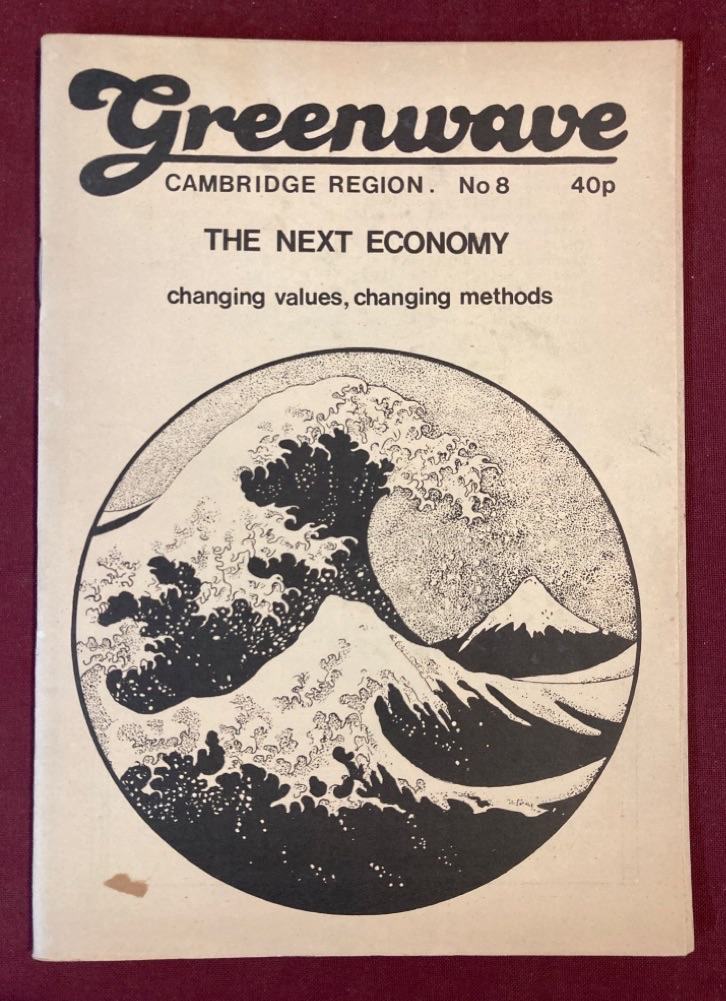 Greenwave
CAMBRIDGE REGION. No 8 40p
THE NEXT ECONOMY
changing values, changing methods